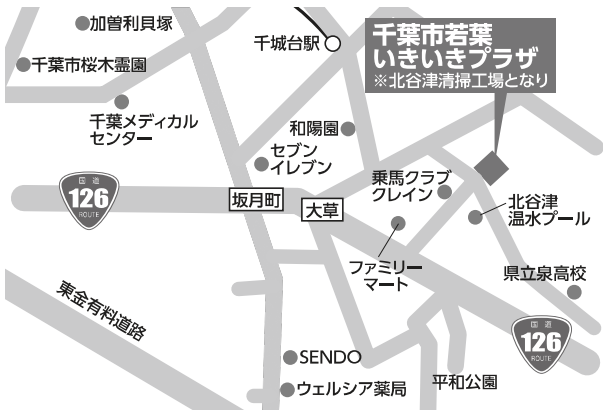 加曽利貝塚
千葉市桜木霊園
千葉メディカル
センター
千城台駅
千葉市若葉
いきいきプラザ
※北谷津清掃工場となり
和陽園
セブン
イレブン
乗馬クラブ
クレイン
北谷津
温水プール
国道
126
ROUTE
坂月町
大草
ファミリー
マート
県立泉高校
東金有料道路
国道
126
ROUTE
SENDO
ウェルシア薬局
平和公園